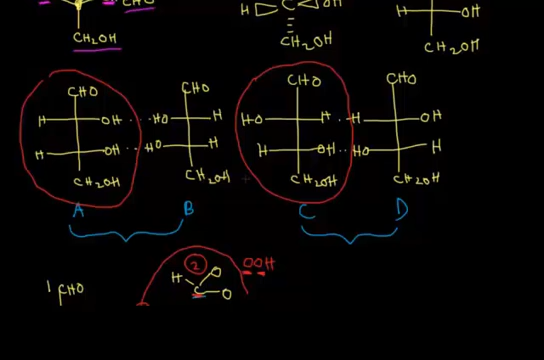 CHO
H C OH
H OH
CH2OH CH2OH CH2OH
CHO CHO CHO CHO
H OH HO H HO H H OH
H OH HO H H OH HO H
CH2OH CH2OH CH2OH CH2OH
A B C D
2 OOH
H O
1 CHO C O